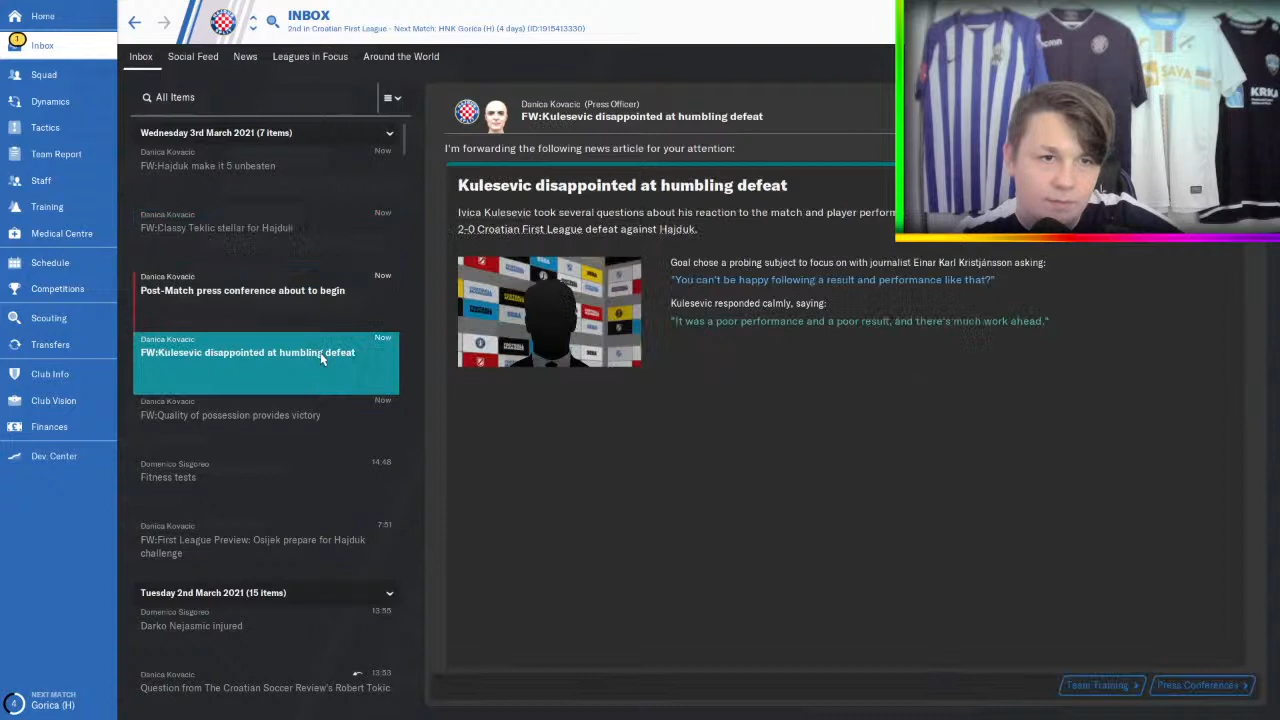 Home
INBOX
2nd in Croatian First League - Next Match: HNK Gorica (H) (4 days) (ID:1915413330)
3
Inbox
Squad
Dynamics
Tactics
Team Report
Staff
Training
Medical Centre
Schedule
Competitions
Scouting
Transfers
Club Info
Club Vision
Finances
Dev. Center
4
NEXT MATCH
Gorica (H)
Inbox
Social Feed
News
Leagues in Focus
Around the World
All Items
Wednesday 3rd March 2021 (7 items)
Danica Kovacic
Now
FW:Hajduk make it 5 unbeaten
Danica Kovacic
Now
FW:Classy Teklic stellar for Hajduk
Danica Kovacic
Now
Post-Match press conference about to begin
Danica Kovacic
Now
FW:Kulesevic disappointed at humbling defeat
Danica Kovacic
Now
FW:Quality of possession provides victory
Domenico Sisgoreo
14:48
Fitness tests
Danica Kovacic
7:51
FW:First League Preview: Osijek prepare for Hajduk
challenge
Tuesday 2nd March 2021 (15 items)
Domenico Sisgoreo
13:55
Darko Nejasmic injured
Danica Kovacic
13:53
Question from The Croatian Soccer Review's Robert Tokic
Danica Kovacic (Press Officer)
FW:Kulesevic disappointed at humbling defeat
I'm forwarding the following news article for your attention:
Kulesevic disappointed at humbling defeat
Ivica Kulesevic took several questions about his reaction to the match and player perform
2-0 Croatian First League defeat against Hajduk.
Goal chose a probing subject to focus on with journalist Einar Karl Kristjánsson asking:
"You can't be happy following a result and performance like that?"
Kulesevic responded calmly, saying:
"It was a poor performance and a poor result, and there's much work ahead."
Team Training
Press Conferences
SAVA
KRKA